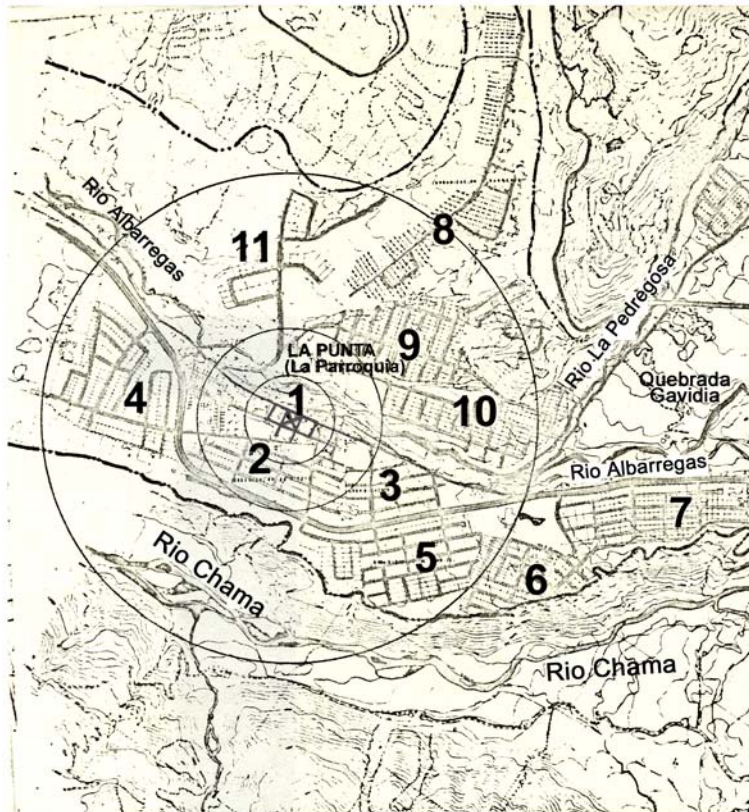 8
Rio Albarregas
11
Rio La Pedregosa
9
LA PUNTA
(La Parroquia)
Quebrada
Gavidia
4
1
10
2
Rio Albarregas
3
7
Rio Chama
5
6
Rio Chama